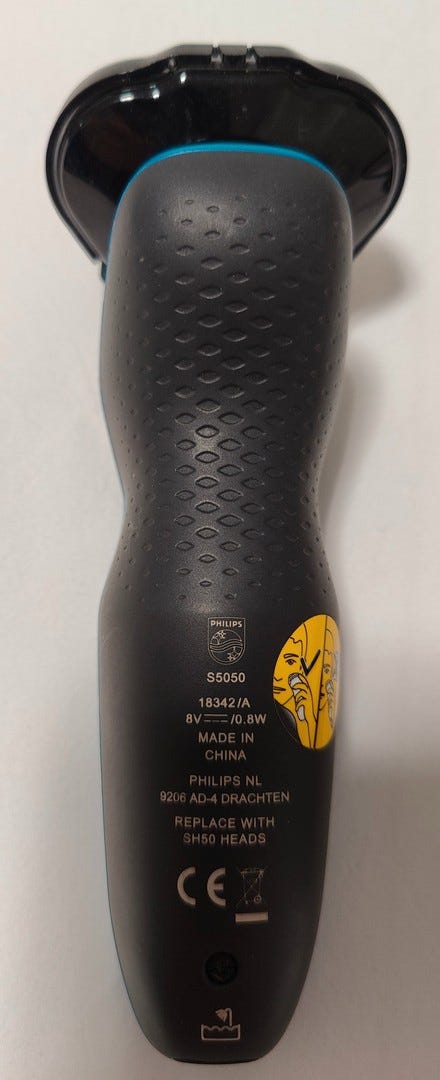 PHILIPS
S5050
18342/A
8V⎓/0.8W
MADE IN
CHINA
PHILIPS NL
9206 AD-4 DRACHTEN
REPLACE WITH
SH50 HEADS
CE